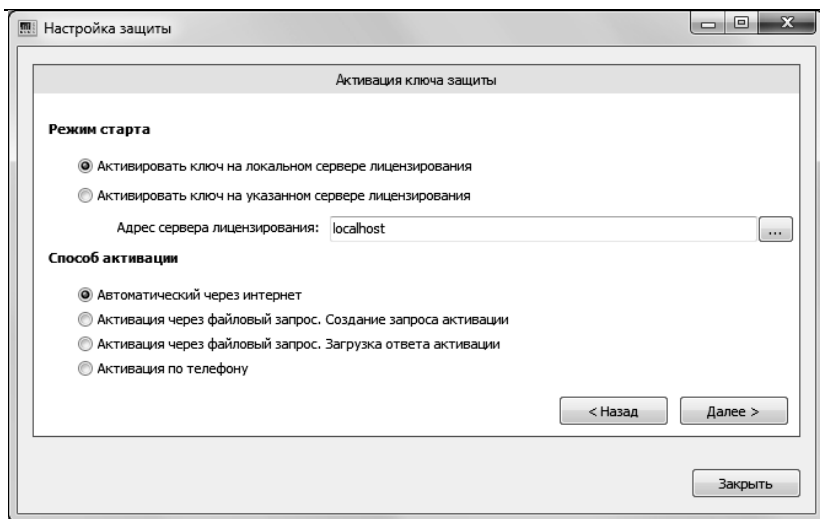 Настройка защиты
Активация ключа защиты
Режим старта
Активировать ключ на локальном сервере лицензирования
Активировать ключ на указанном сервере лицензирования
Адрес сервера лицензирования: localhost ...
Способ активации
Автоматический через интернет
Активация через файловый запрос. Создание запроса активации
Активация через файловый запрос. Загрузка ответа активации
Активация по телефону
< Назад Далее >
Закрыть